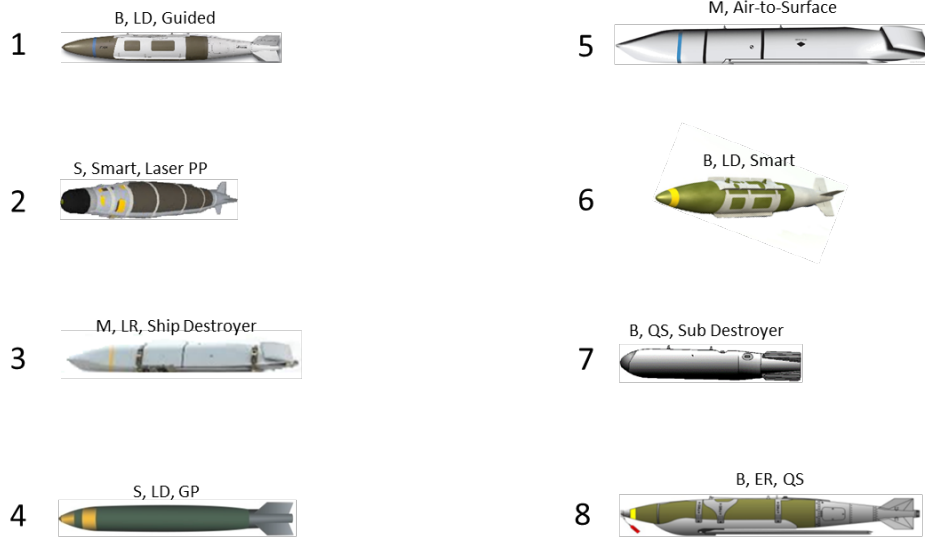 B, LD, Guided
1
S, Smart, Laser PP
2
M, LR, Ship Destroyer
3
S, LD, GP
4
M, Air-to-Surface
5
B, LD, Smart
6
B, QS, Sub Destroyer
7
B, ER, QS
8